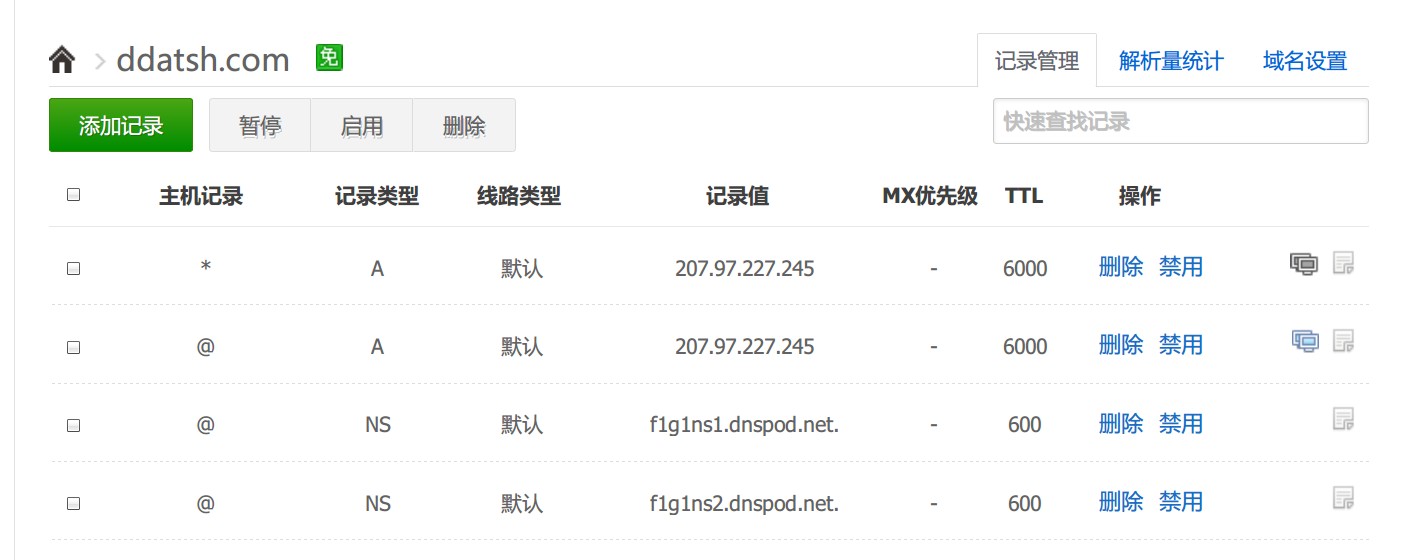 ddatsh.com 免 记录管理 解析量统计 域名设置
添加记录 暂停 启用 删除 快速查找记录
主机记录 记录类型 线路类型 记录值 MX优先级 TTL 操作
* A 默认 207.97.227.245 - 6000 删除 禁用
@ A 默认 207.97.227.245 - 6000 删除 禁用
@ NS 默认 f1g1ns1.dnspod.net. - 600 删除 禁用
@ NS 默认 f1g1ns2.dnspod.net. - 600 删除 禁用